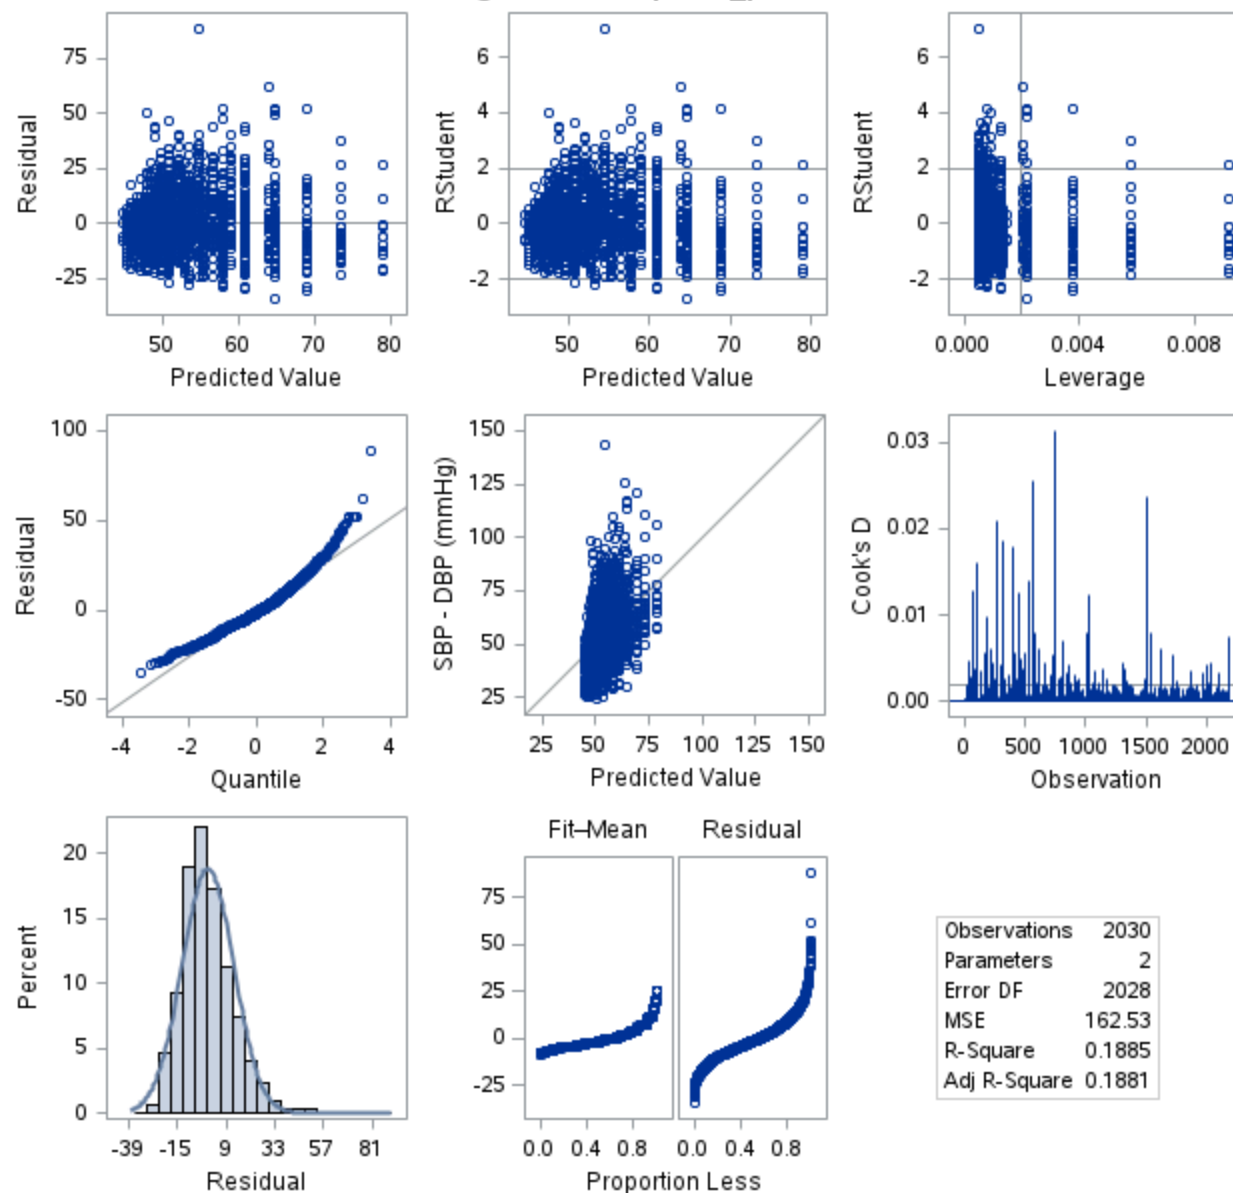 75
50
25
0
-25
Residual
50 60 70 80
Predicted Value
6
4
2
0
-2
RStudent
50 60 70 80
Predicted Value
6
4
2
0
-2
RStudent
0.000 0.004 0.008
Leverage
100
50
0
-50
Residual
-4 -2 0 2 4
Quantile
150
125
100
75
50
25
SBP - DBP (mmHg)
25 50 75 100 125 150
Predicted Value
0.03
0.02
0.01
0.00
Cook's D
0 500 1000 1500 2000
Observation
20
15
10
5
0
Percent
-39 -15 9 33 57 81
Residual
Fit–Mean Residual
75
50
25
0
-25
0.0 0.4 0.8 0.0 0.4 0.8
Proportion Less
Observations 2030
Parameters 2
Error DF 2028
MSE 162.53
R-Square 0.1885
Adj R-Square 0.1881